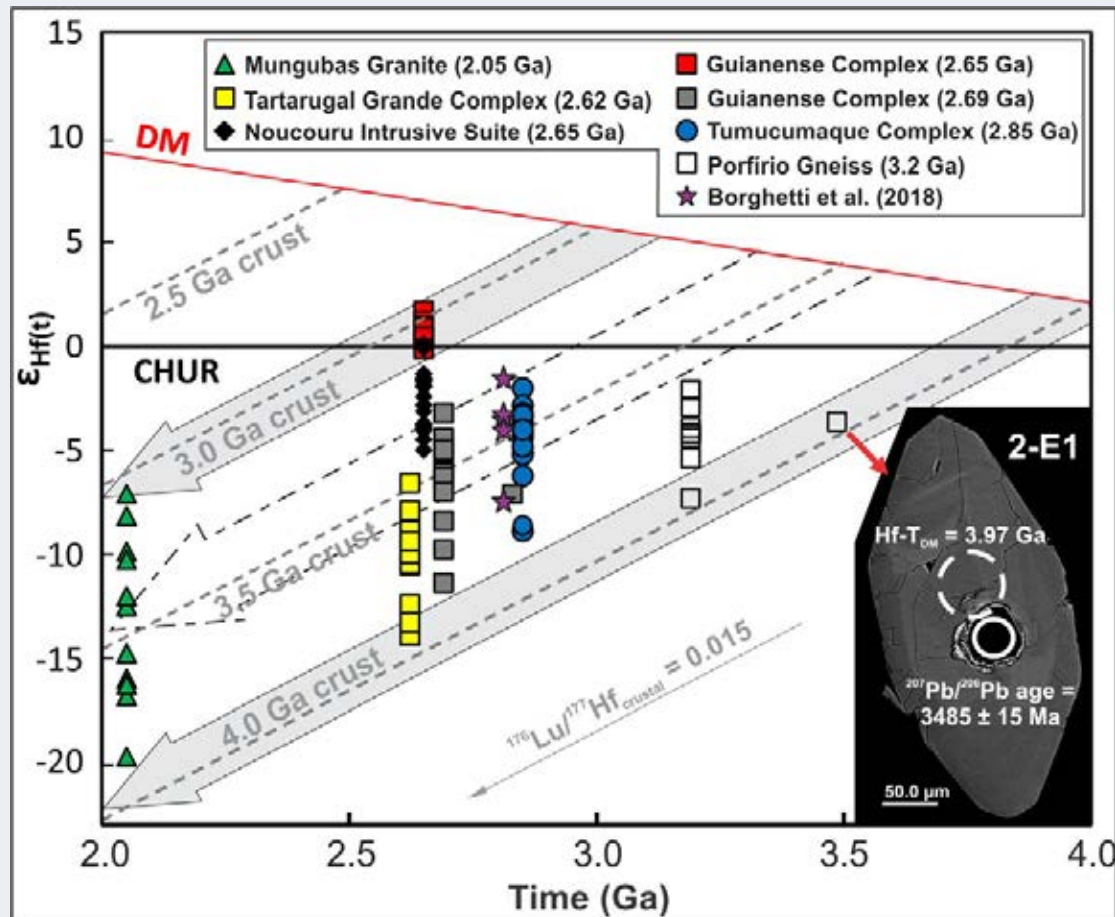 15
10
5
0
-5
-10
-15
-20
εHf(t)
Mungubas Granite (2.05 Ga)
Tartarugal Grande Complex (2.62 Ga)
Noucouru Intrusive Suite (2.65 Ga)
Guianense Complex (2.65 Ga)
Guianense Complex (2.69 Ga)
Tumucumaque Complex (2.85 Ga)
Porfírio Gneiss (3.2 Ga)
Borghetti et al. (2018)
DM
2.5 Ga crust
CHUR
3.0 Ga crust
3.5 Ga crust
4.0 Ga crust
176Lu/177Hfcrustal = 0.015
2-E1
Hf-TDM = 3.97 Ga
207Pb/206Pb age =
3485 ± 15 Ma
50.0 µm
2.0 2.5 3.0 3.5 4.0
Time (Ga)